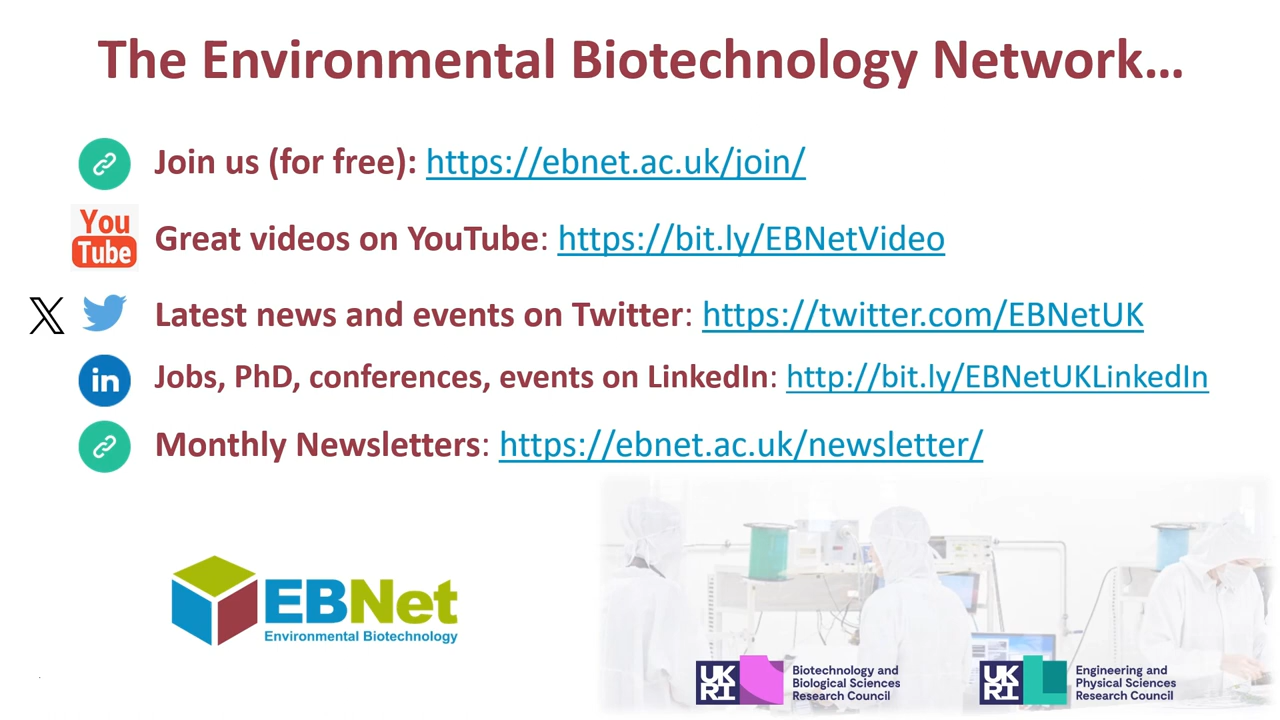 The Environmental Biotechnology Network...
Join us (for free): https://ebnet.ac.uk/join/
You
Tube
Great videos on YouTube: https://bit.ly/EBNetVideo
X
Latest news and events on Twitter: https://twitter.com/EBNetUK
in
Jobs, PhD, conferences, events on LinkedIn: http://bit.ly/EBNetUKLinkedIn
Monthly Newsletters: https://ebnet.ac.uk/newsletter/
EBNet
Environmental Biotechnology
UK
RI
Biotechnology and
Biological Sciences
Research Council
UK
RI
Engineering and
Physical Sciences
Research Council